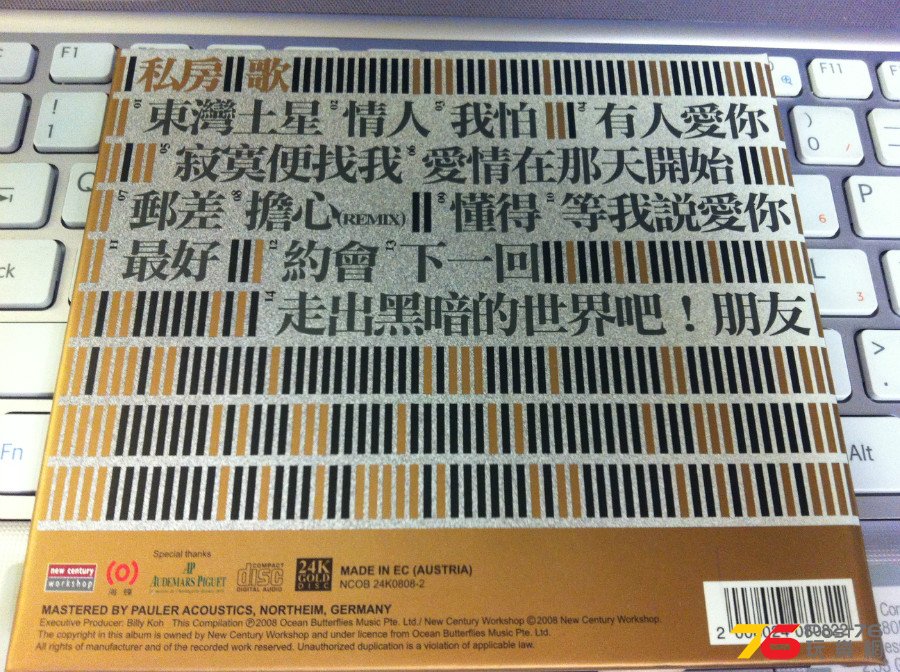 私房歌
01 東灣土星 02 情人 03 我怕 04 有人愛你
05 寂寞便找我 06 愛情在那天開始
07 郵差 08 擔心(REMIX) 09 懂得 10 等我説愛你
11 最好 12 約會 13 下一回
14 走出黑暗的世界吧！朋友
Special thanks
new century workshop
海蝶
AP
AUDEMARS PIGUET
COMPACT disc DIGITAL AUDIO
24K GOLD DISC
MADE IN EC (AUSTRIA)
NCOB 24K0808-2
MASTERED BY PAULER ACOUSTICS, NORTHEIM, GERMANY
Executive Producer: Billy Koh This Compilation ℗2008 Ocean Butterflies Music Pte. Ltd./ New Century Workshop ©2008 New Century Workshop.
The copyright in this album is owned by New Century Workshop and under licence from Ocean Butterflies Music Pte. Ltd.
All rights of manufacturer and of the recorded work reserved. Unauthorized duplication is a violation of applicable law.
F1
F11
!
1
)
0
Q
P
6
L
3
>
.
Fn
Alt